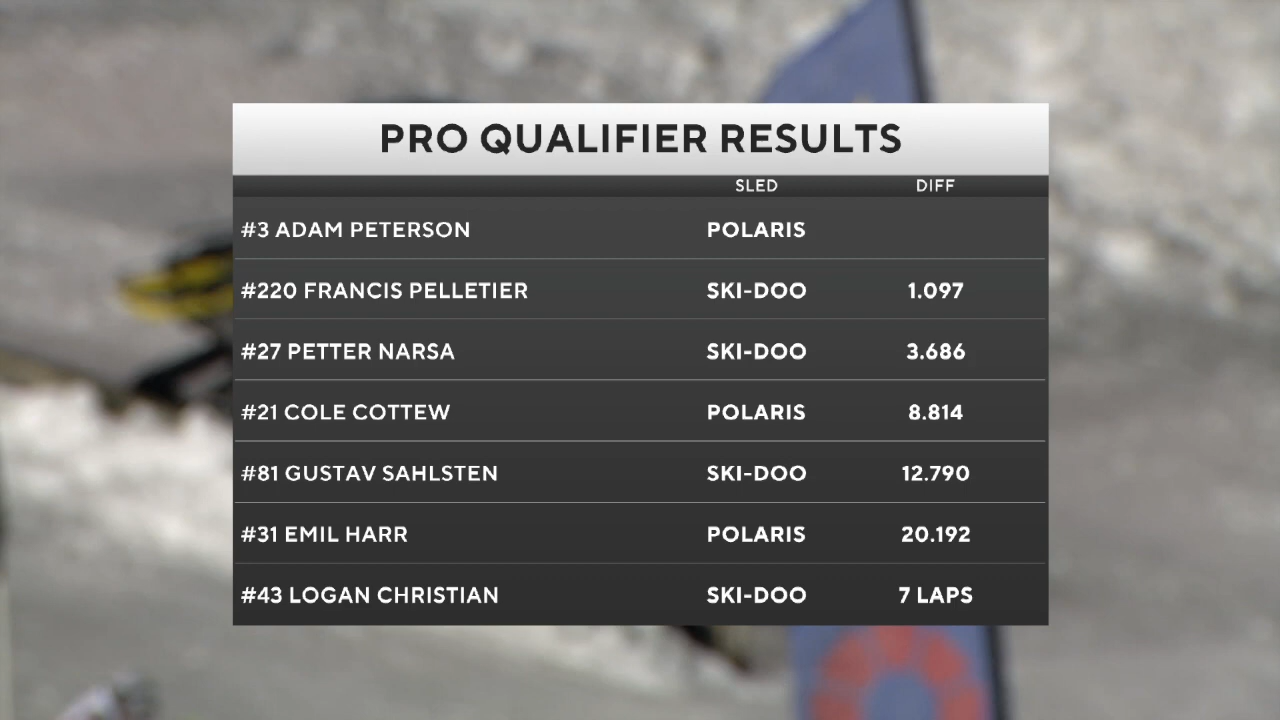 PRO QUALIFIER RESULTS
SLED DIFF
#3 ADAM PETERSON POLARIS
#220 FRANCIS PELLETIER SKI-DOO 1.097
#27 PETTER NARSA SKI-DOO 3.686
#21 COLE COTTEW POLARIS 8.814
#81 GUSTAV SAHLSTEN SKI-DOO 12.790
#31 EMIL HARR POLARIS 20.192
#43 LOGAN CHRISTIAN SKI-DOO 7 LAPS